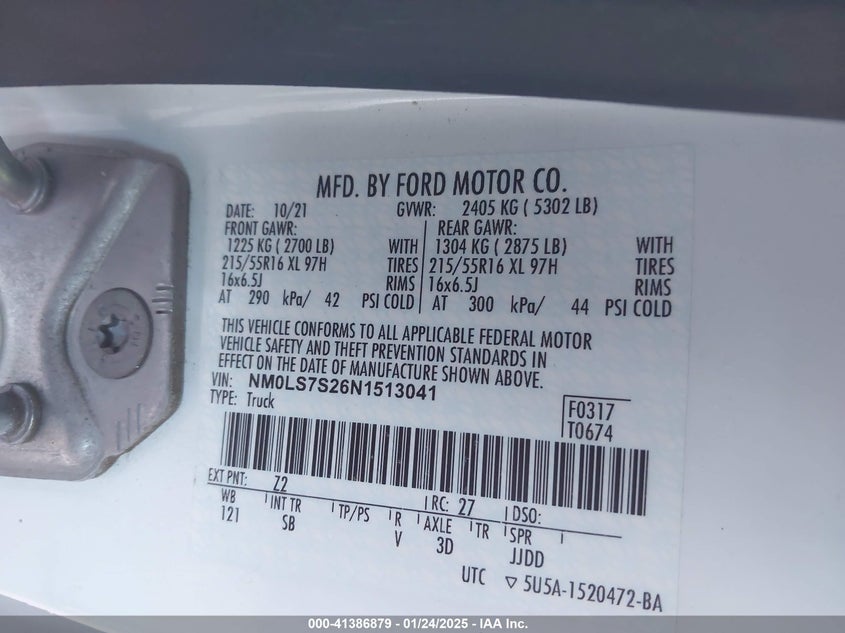 MFD. BY FORD MOTOR CO.
DATE: 10/21 GVWR: 2405 KG ( 5302 LB)
FRONT GAWR: REAR GAWR:
1225 KG ( 2700 LB) WITH 1304 KG ( 2875 LB) WITH
215/55R16 XL 97H TIRES 215/55R16 XL 97H TIRES
16x6.5J RIMS 16x6.5J RIMS
AT 290 kPa/ 42 PSI COLD AT 300 kPa/ 44 PSI COLD
THIS VEHICLE CONFORMS TO ALL APPLICABLE FEDERAL MOTOR
VEHICLE SAFETY AND THEFT PREVENTION STANDARDS IN
EFFECT ON THE DATE OF MANUFACTURE SHOWN ABOVE.
VIN: NM0LS7S26N1513041
TYPE: Truck
F0317
T0674
EXT PNT: Z2 RC: 27 DSO:
WB INT TR TP/PS R AXLE TR SPR
121 SB V 3D JJDD
UTC ▽ 5U5A-1520472-BA
000-41386879 - 01/24/2025 - IAA Inc.